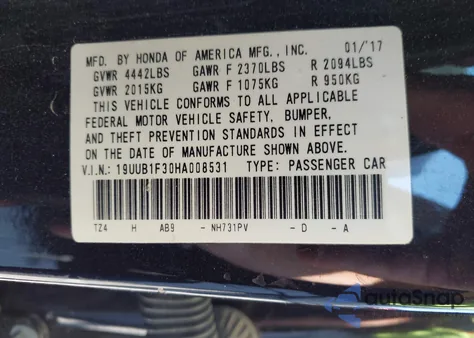 MFD. BY HONDA OF AMERICA MFG., INC. 01/17
GVWR 4442LBS GAWR F 2370LBS R 2094LBS
GVWR 2015KG GAWR F 1075KG R 950KG
THIS VEHICLE CONFORMS TO ALL APPLICABLE
FEDERAL MOTOR VEHICLE SAFETY, BUMPER,
AND THEFT PREVENTION STANDARDS IN EFFECT
ON THE DATE OF MANUFACTURE SHOWN ABOVE.
V.I.N.: 19UUB1F30HA008531 TYPE: PASSENGER CAR
TZ4 H AB9 - NH731PV - D - A
autoSnap